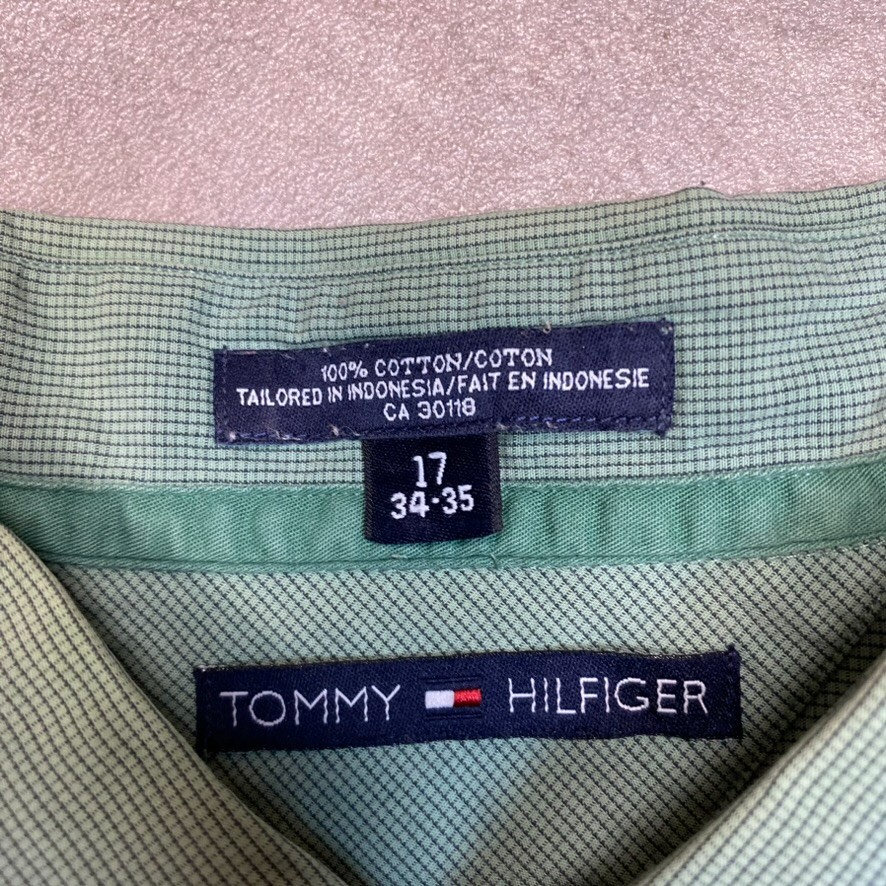 100% COTTON/COTON
TAILORED IN INDONESIA/FAIT EN INDONESIE
CA 30118
17
34-35
TOMMY HILFIGER